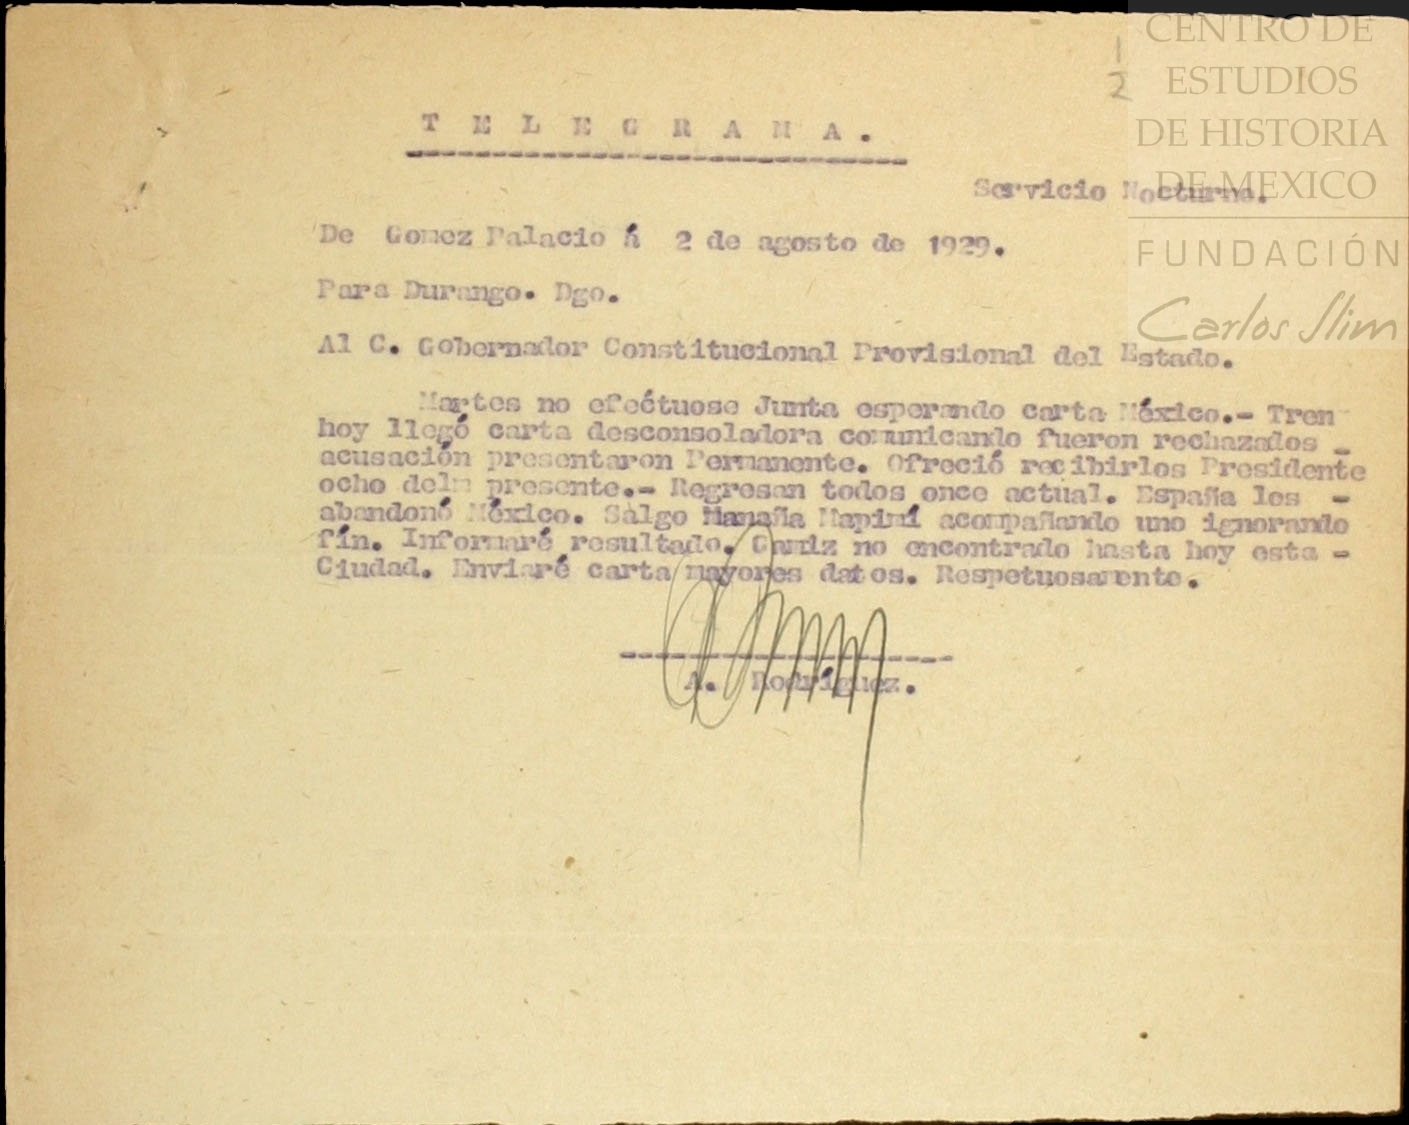 CENTRO DE
ESTUDIOS
DE HISTORIA
DE MEXICO
FUNDACIÓN
Carlos Slim
1
2
T E L E G R A M A .
Servicio Nocturno.
De Gomez Palacio á 2 de agosto de 1929.
Para Durango. Dgo.
Al C. Gobernador Constitucional Provisional del Estado.
Martes no efectuose Junta esperando carta México.- Tren
hoy llegó carta desconsoladora comunicando fueron rechazados -
acusación presentaron Permanente. Ofreció recibirlos Presidente
ocho del presente.- Regresan todos once actual. España los -
abandonó México. Salgo Manaña Mapimí acompañando uno ignorando
fín. Informaré resultado. Gamiz no encontrado hasta hoy esta -
Ciudad. Enviaré carta mayores datos. Respetuosamente.
A. Rodríguez.